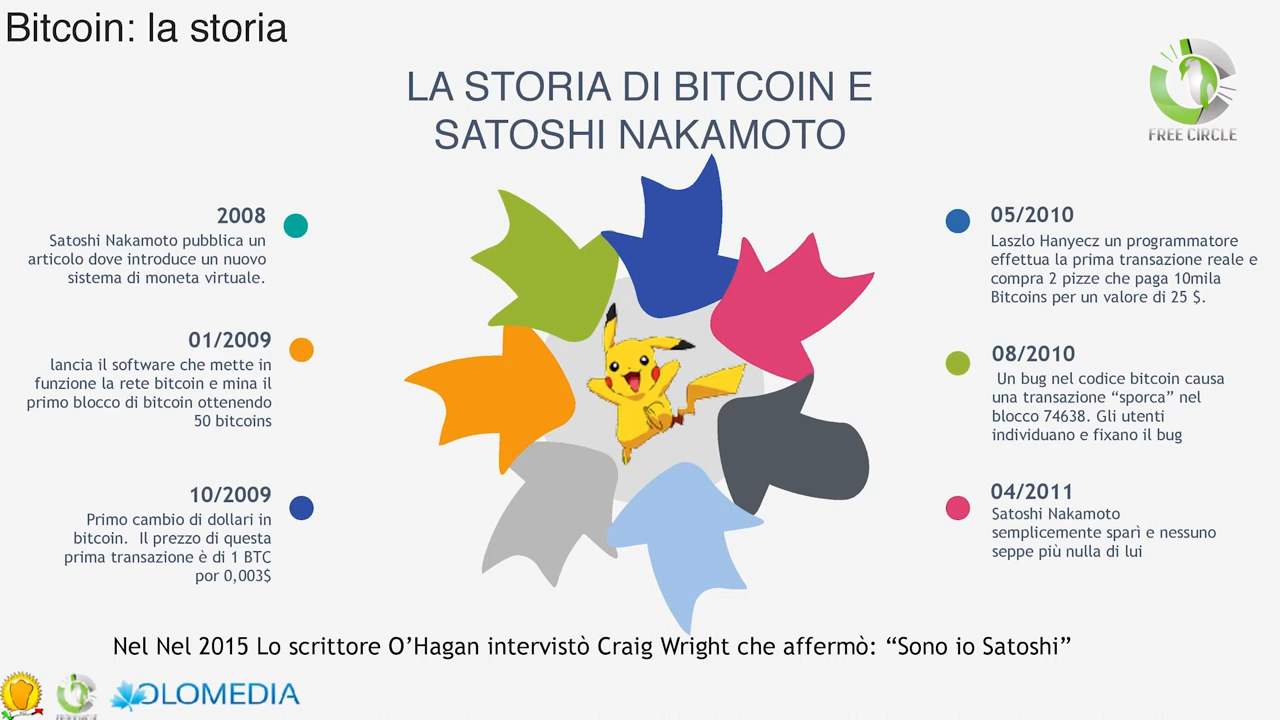 Bitcoin: la storia
LA STORIA DI BITCOIN E
SATOSHI NAKAMOTO
FREE CIRCLE
2008
Satoshi Nakamoto pubblica un
articolo dove introduce un nuovo
sistema di moneta virtuale.
01/2009
lancia il software che mette in
funzione la rete bitcoin e mina il
primo blocco di bitcoin ottenendo
50 bitcoins
10/2009
Primo cambio di dollari in
bitcoin. Il prezzo di questa
prima transazione è di 1 BTC
por 0,003$
05/2010
Laszlo Hanyecz un programmatore
effettua la prima transazione reale e
compra 2 pizze che paga 10mila
Bitcoins per un valore di 25 $.
08/2010
Un bug nel codice bitcoin causa
una transazione “sporca” nel
blocco 74638. Gli utenti
individuano e fixano il bug
04/2011
Satoshi Nakamoto
semplicemente sparì e nessuno
seppe più nulla di lui
Nel Nel 2015 Lo scrittore O’Hagan intervistò Craig Wright che affermò: “Sono io Satoshi”
OLOMEDIA